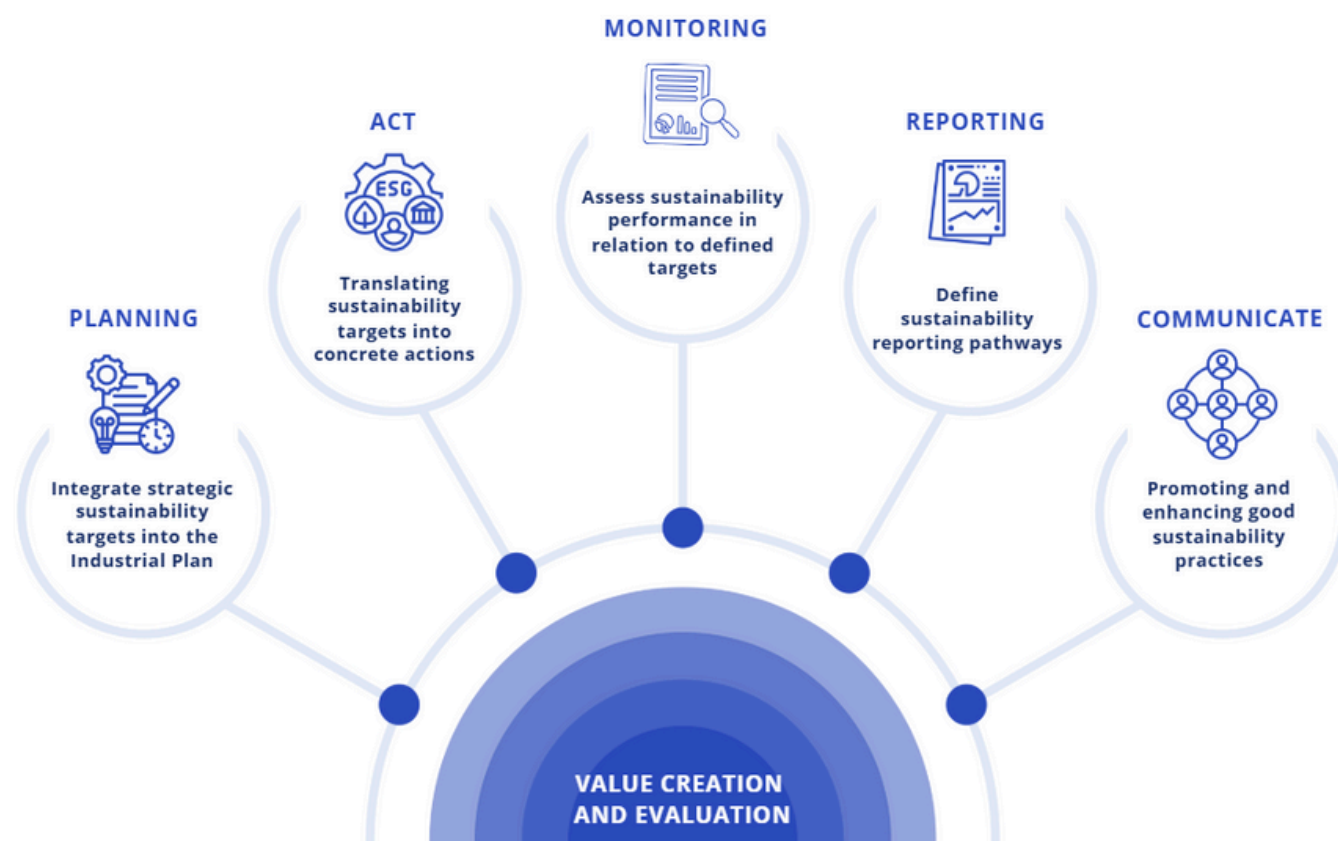 MONITORING
Assess sustainability
performance in
relation to defined
targets
ACT
ESG
Translating
sustainability
targets into
concrete actions
REPORTING
Define
sustainability
reporting pathways
PLANNING
Integrate strategic
sustainability
targets into the
Industrial Plan
COMMUNICATE
Promoting and
enhancing good
sustainability
practices
VALUE CREATION
AND EVALUATION